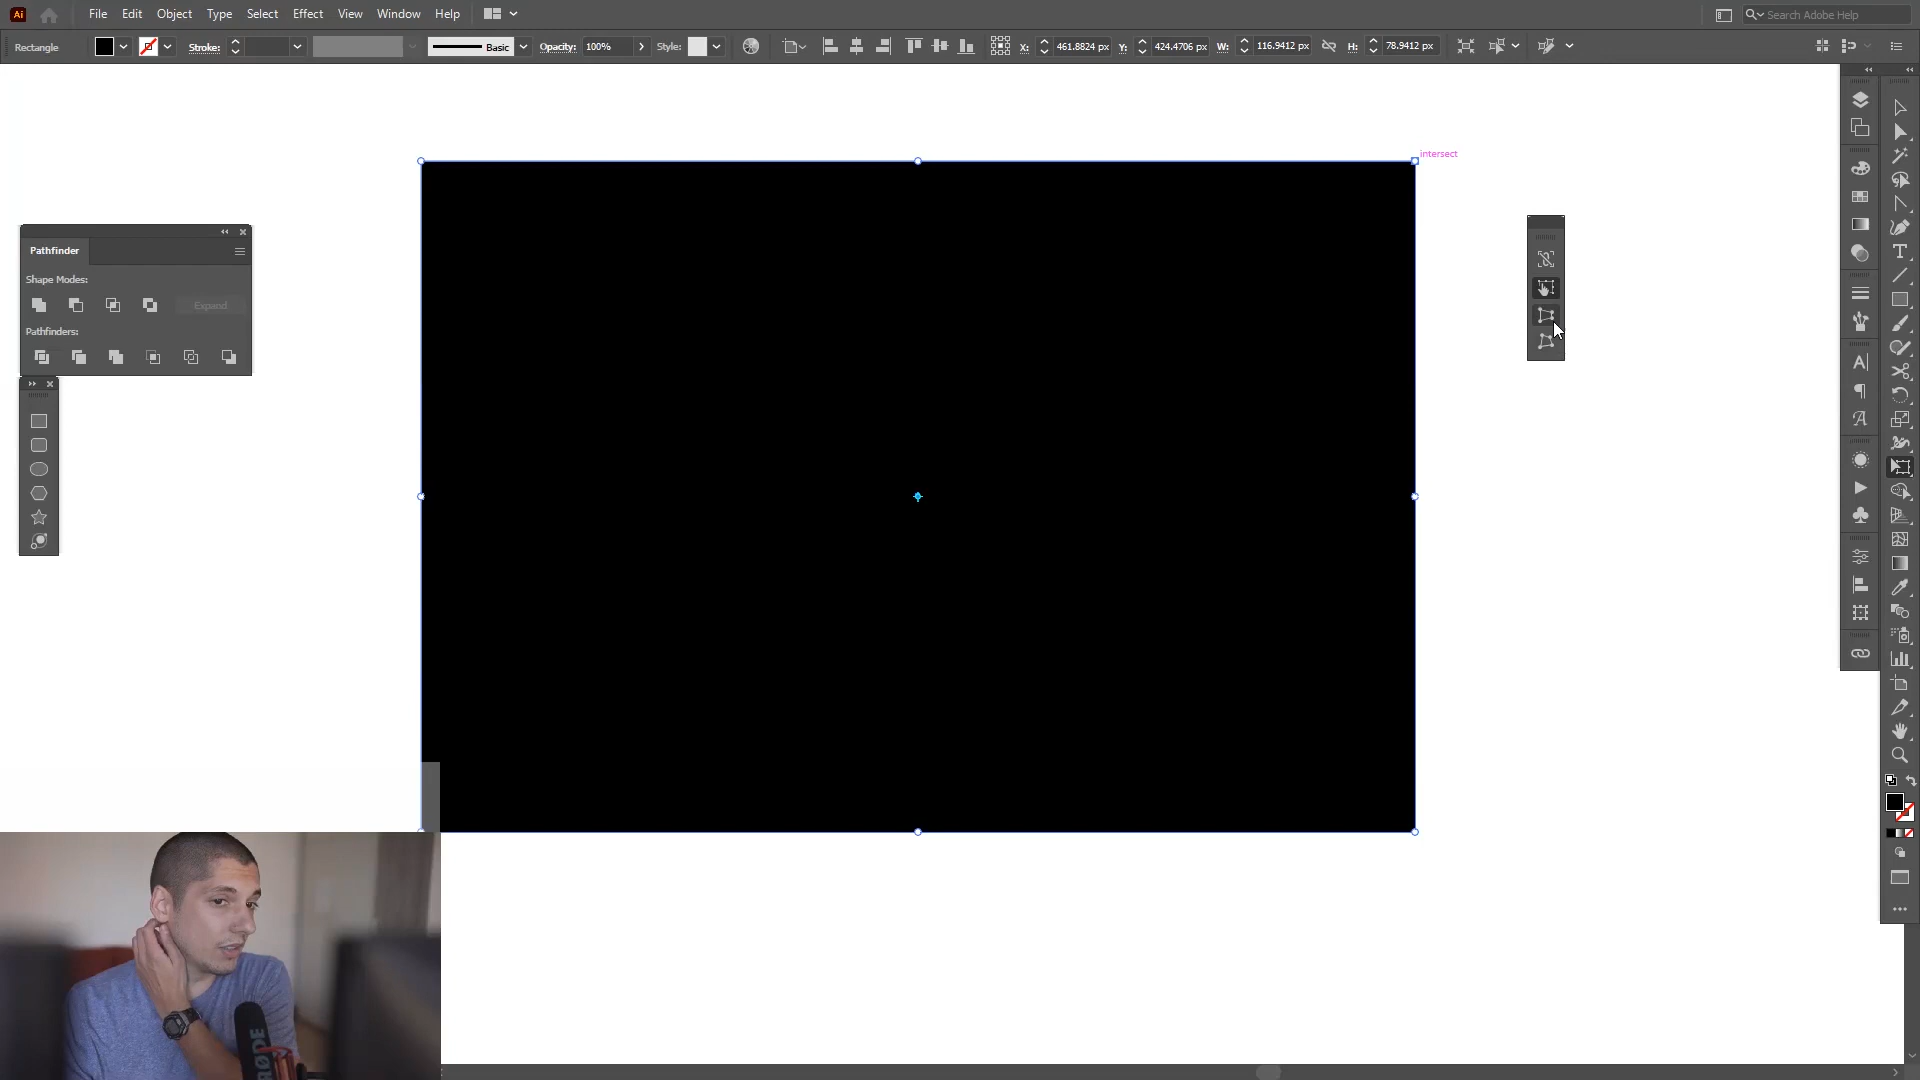 Ai File Edit Object Type Select Effect View Window Help Search Adobe Help
Rectangle Stroke: Basic Opacity: 100% Style: X: 461.8824 px Y: 424.4706 px W: 116.9412 px H: 78.9412 px
intersect
Pathfinder
Shape Modes:
Expand
Pathfinders:
RØDE